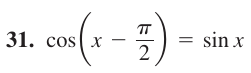 31. cos(x − π/2) = sin x